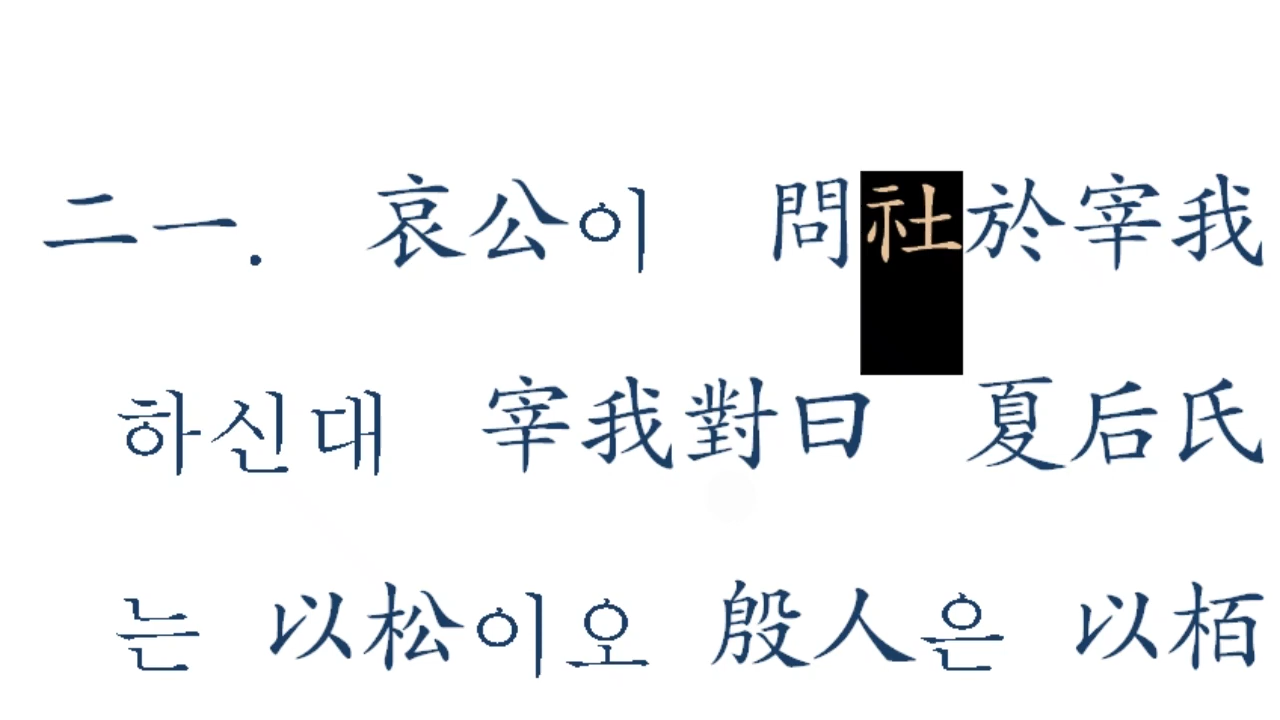 二一. 哀公이 問社於宰我
하신대 宰我對曰 夏后氏
는 以松이오 殷人은 以栢